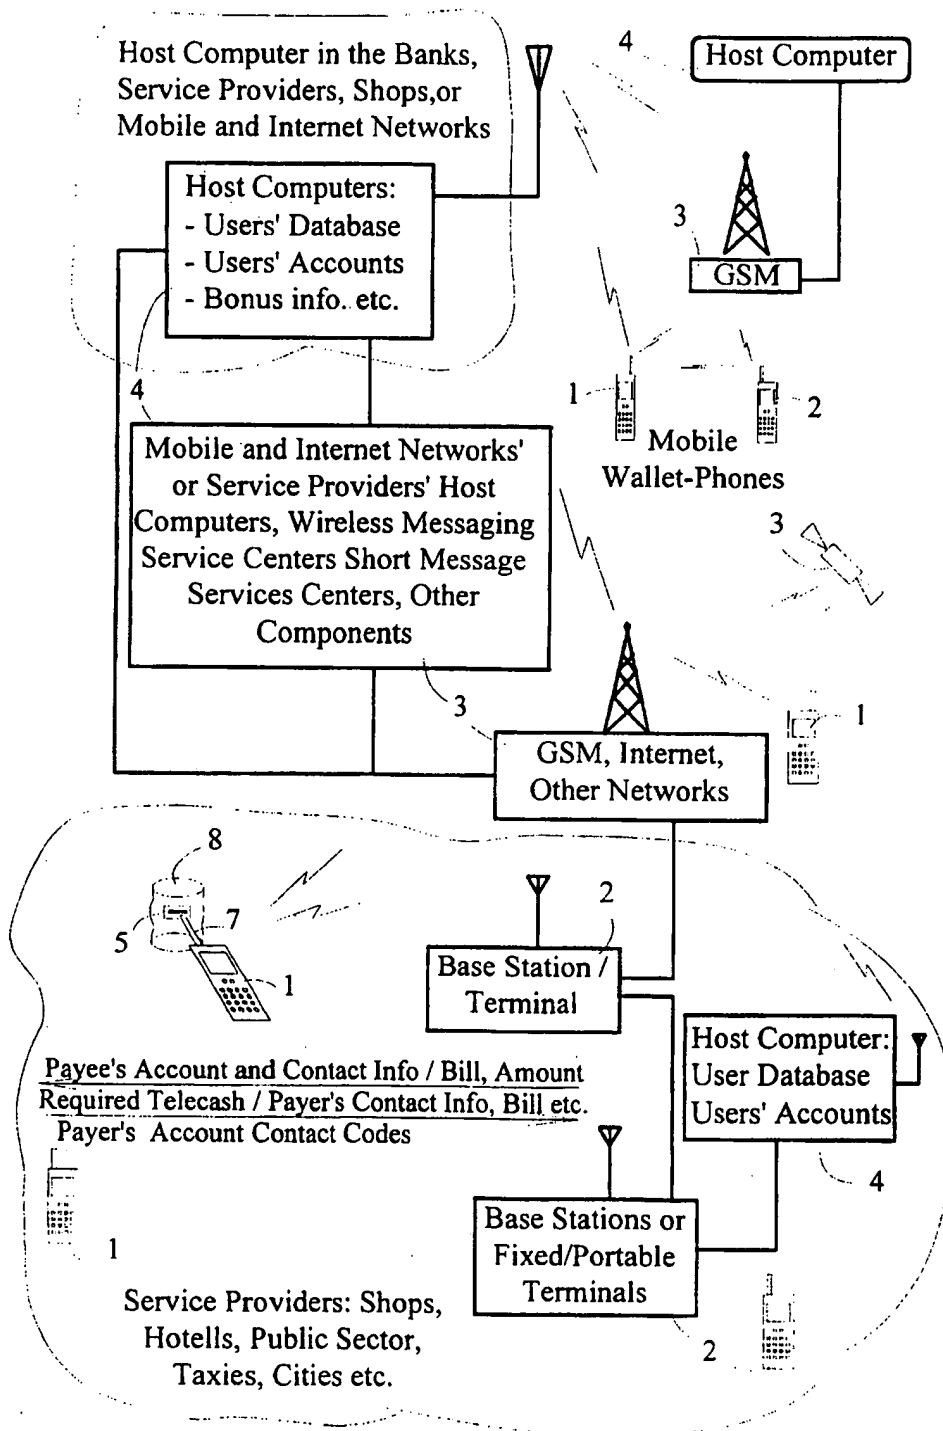 Host Computer in the Banks,
Service Providers, Shops,or
Mobile and Internet Networks
4
Host Computer
Host Computers:
- Users' Database
- Users' Accounts
- Bonus info. etc.
3
GSM
4
1
2
Mobile
Wallet-Phones
Mobile and Internet Networks'
or Service Providers' Host
Computers, Wireless Messaging
Service Centers Short Message
Services Centers, Other
Components
3
3
1
GSM, Internet,
Other Networks
8
5
7
1
2
Base Station /
Terminal
Host Computer:
User Database
Users' Accounts
4
Payee's Account and Contact Info / Bill, Amount
Required Telecash / Payer's Contact Info, Bill etc.
Payer's Account Contact Codes
1
Base Stations or
Fixed/Portable
Terminals
2
Service Providers: Shops,
Hotells, Public Sector,
Taxies, Cities etc.